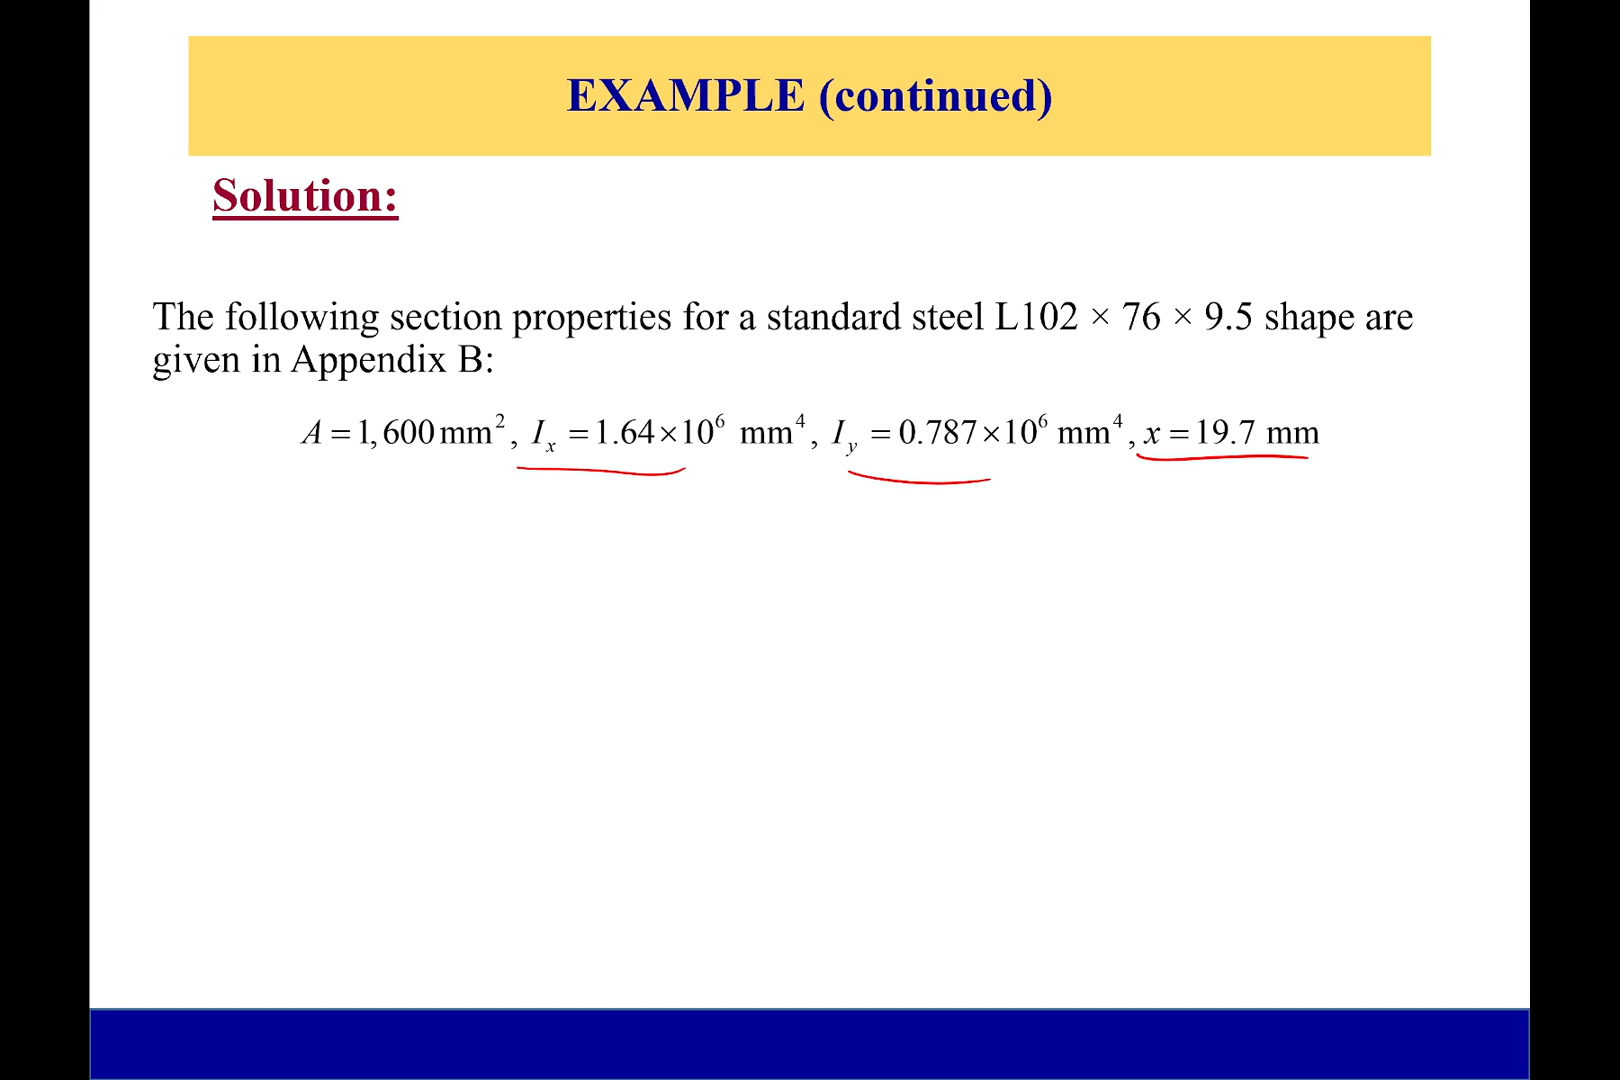 EXAMPLE (continued)
Solution:
The following section properties for a standard steel L102 × 76 × 9.5 shape are
given in Appendix B:
A = 1,600 mm², Iₓ = 1.64×10⁶ mm⁴, I_y = 0.787×10⁶ mm⁴, x = 19.7 mm